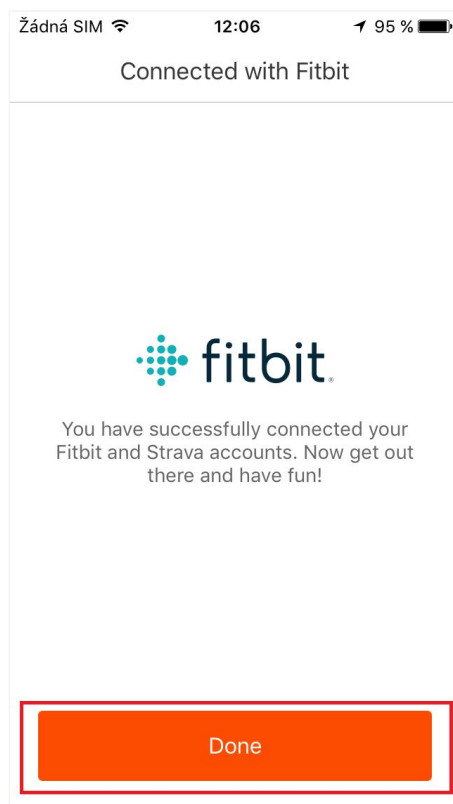 Žádná SIM 12:06 95 %
Connected with Fitbit
fitbit®
You have successfully connected your
Fitbit and Strava accounts. Now get out
there and have fun!
Done